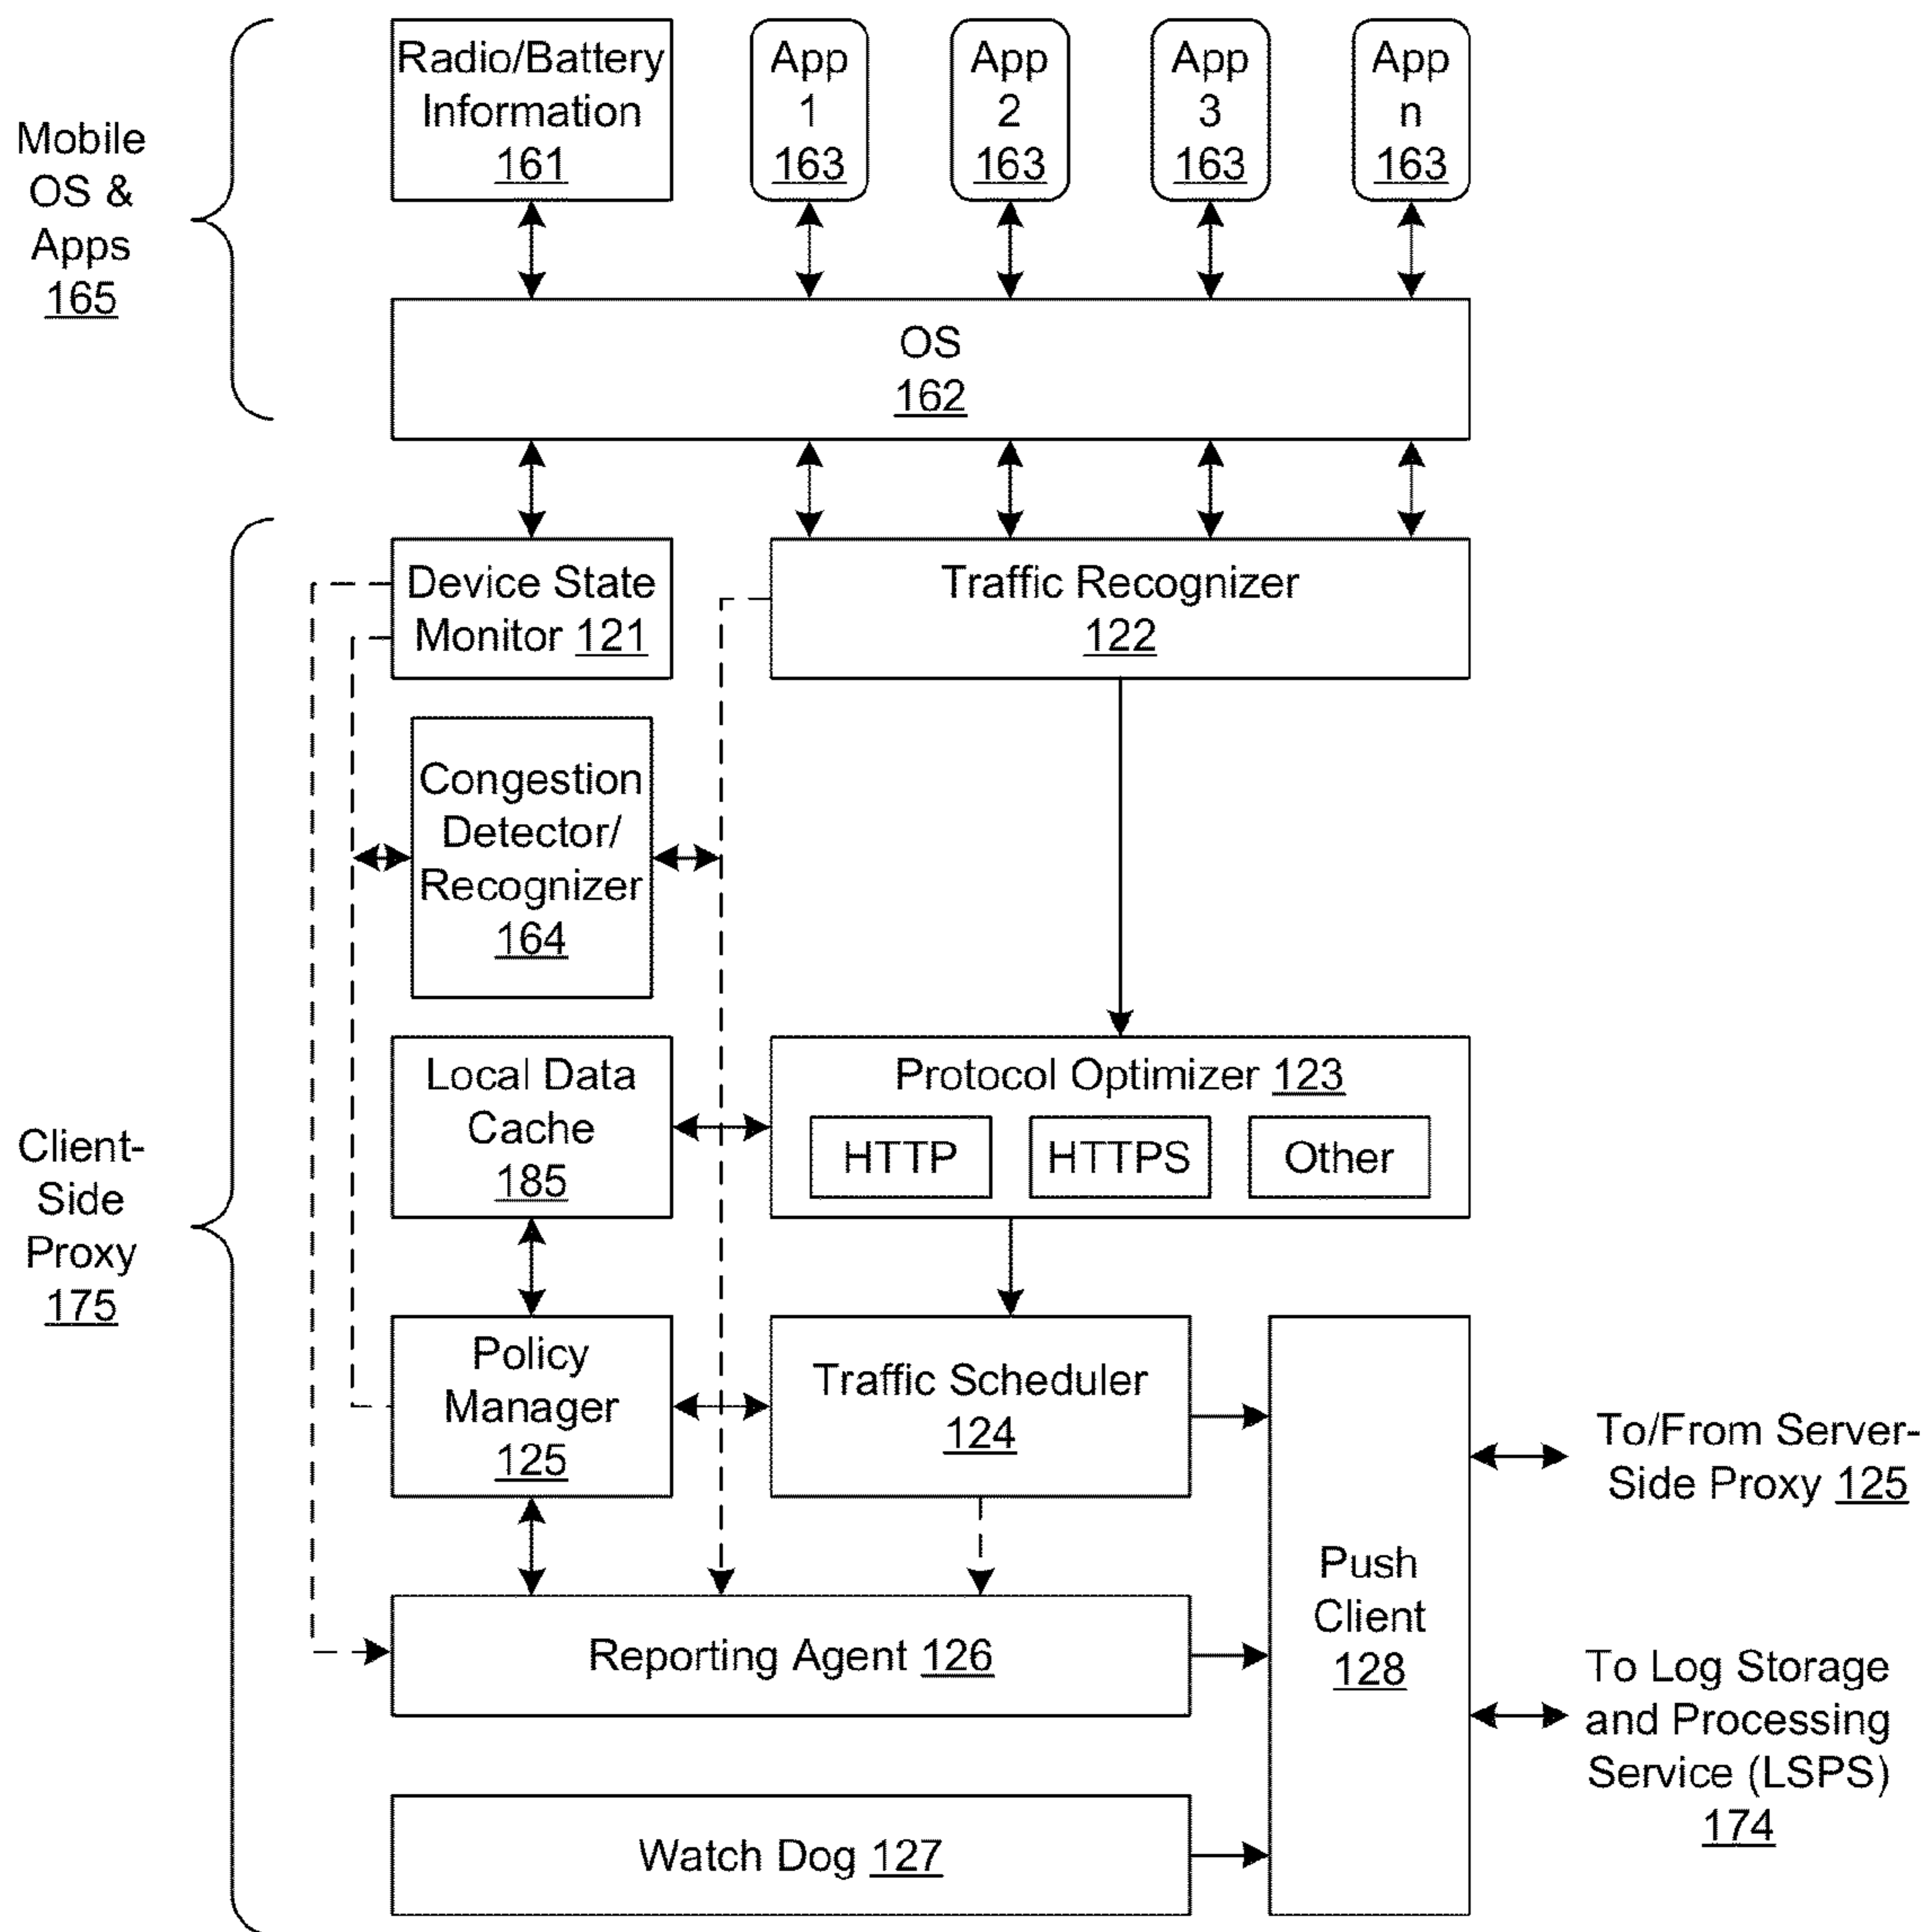 Mobile
OS &
Apps
165
Radio/Battery
Information
161
App
1
163
App
2
163
App
3
163
App
n
163
OS
162
Client-
Side
Proxy
175
Device State
Monitor 121
Traffic Recognizer
122
Congestion
Detector/
Recognizer
164
Local Data
Cache
185
Protocol Optimizer 123
HTTP
HTTPS
Other
Policy
Manager
125
Traffic Scheduler
124
Push
Client
128
To/From Server-
Side Proxy 125
Reporting Agent 126
To Log Storage
and Processing
Service (LSPS)
174
Watch Dog 127